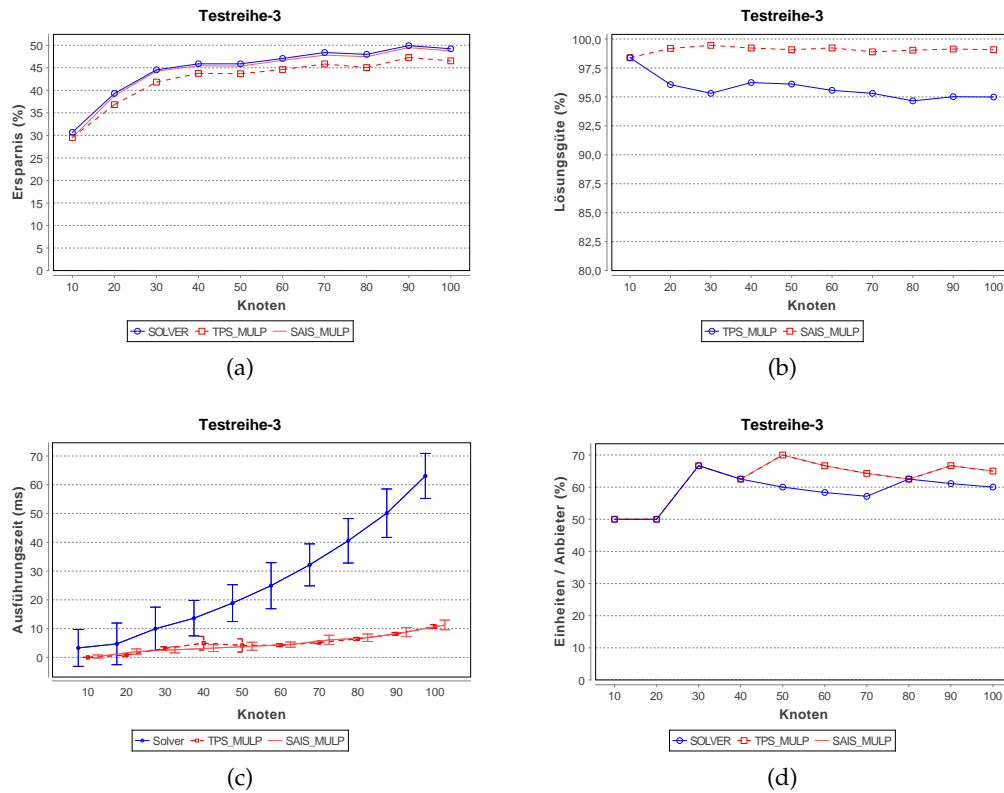 Testreihe-3
50
45
40
35
30
25
20
15
10
5
0
Ersparnis (%)
10 20 30 40 50 60 70 80 90 100
Knoten
SOLVER TPS_MULP SAIS_MULP
(a)
Testreihe-3
100,0
97,5
95,0
92,5
90,0
87,5
85,0
82,5
80,0
Lösungsgüte (%)
10 20 30 40 50 60 70 80 90 100
Knoten
TPS_MULP SAIS_MULP
(b)
Testreihe-3
70
60
50
40
30
20
10
0
Ausführungszeit (ms)
10 20 30 40 50 60 70 80 90 100
Knoten
Solver TPS_MULP SAIS_MULP
(c)
Testreihe-3
70
60
50
40
30
20
10
0
Einheiten / Anbieter (%)
10 20 30 40 50 60 70 80 90 100
Knoten
SOLVER TPS_MULP SAIS_MULP
(d)